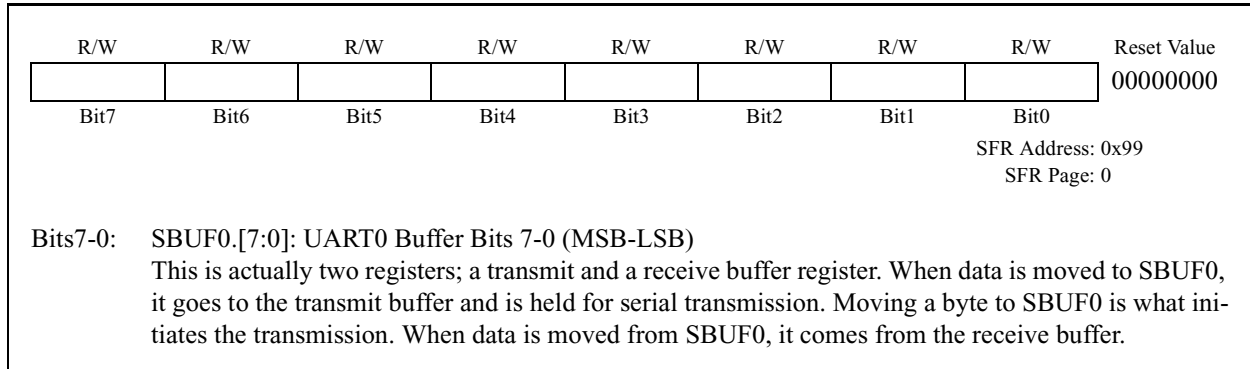 R/W R/W R/W R/W R/W R/W R/W R/W Reset Value
00000000
Bit7 Bit6 Bit5 Bit4 Bit3 Bit2 Bit1 Bit0
SFR Address: 0x99
SFR Page: 0
Bits7-0: SBUF0.[7:0]: UART0 Buffer Bits 7-0 (MSB-LSB)
This is actually two registers; a transmit and a receive buffer register. When data is moved to SBUF0,
it goes to the transmit buffer and is held for serial transmission. Moving a byte to SBUF0 is what ini-
tiates the transmission. When data is moved from SBUF0, it comes from the receive buffer.